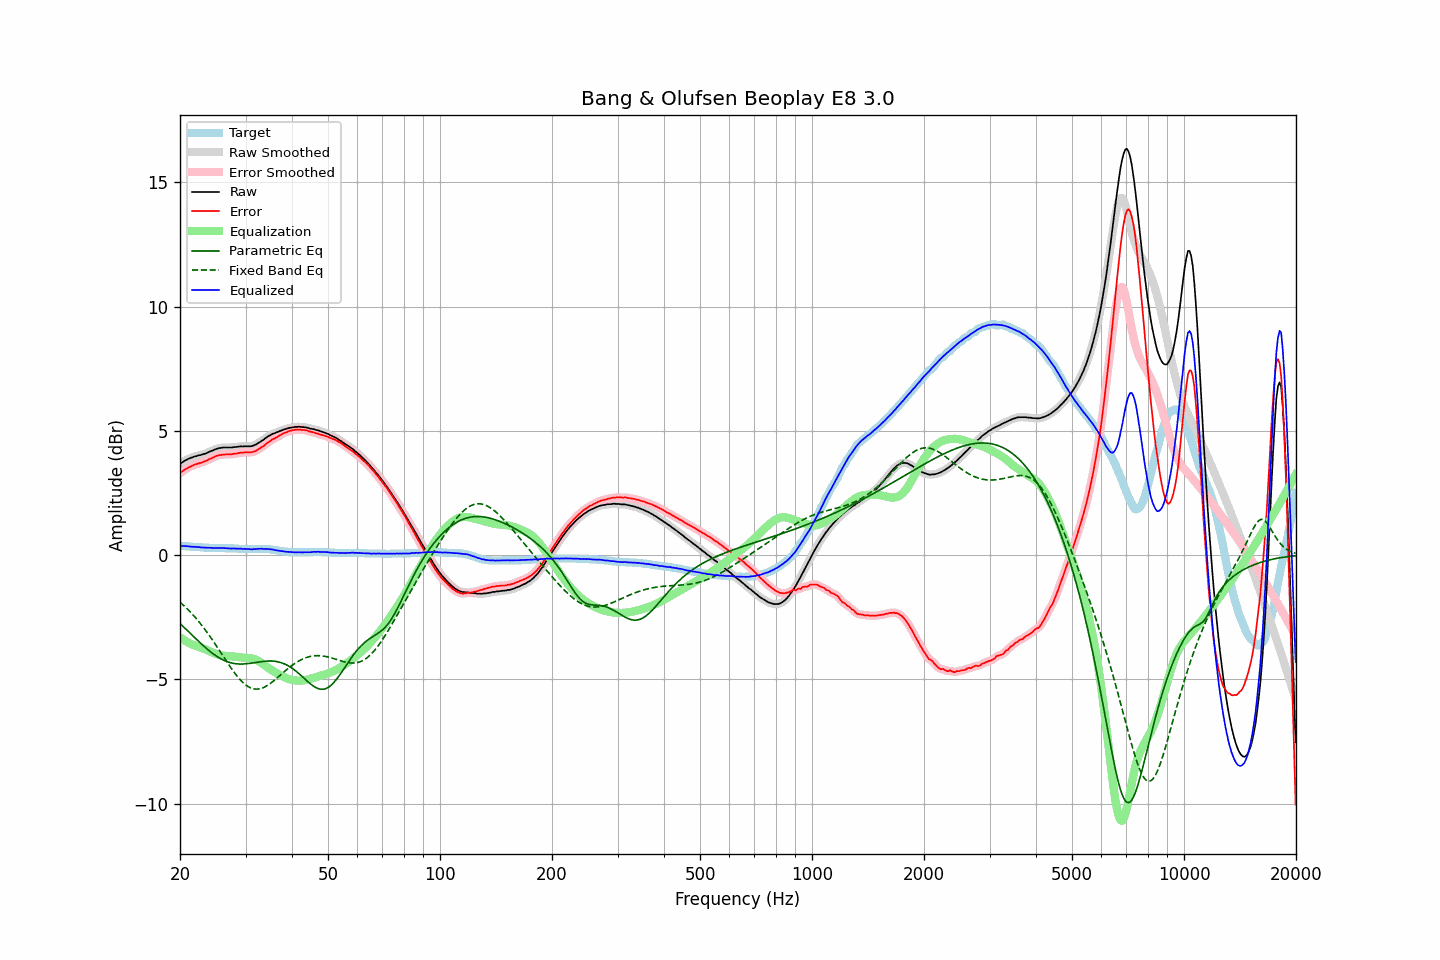 Bang & Olufsen Beoplay E8 3.0
Target
Raw Smoothed
Error Smoothed
Raw
Error
Equalization
Parametric Eq
Fixed Band Eq
Equalized
Amplitude (dBr)
15
10
5
0
−5
−10
20 50 100 200 500 1000 2000 5000 10000 20000
Frequency (Hz)